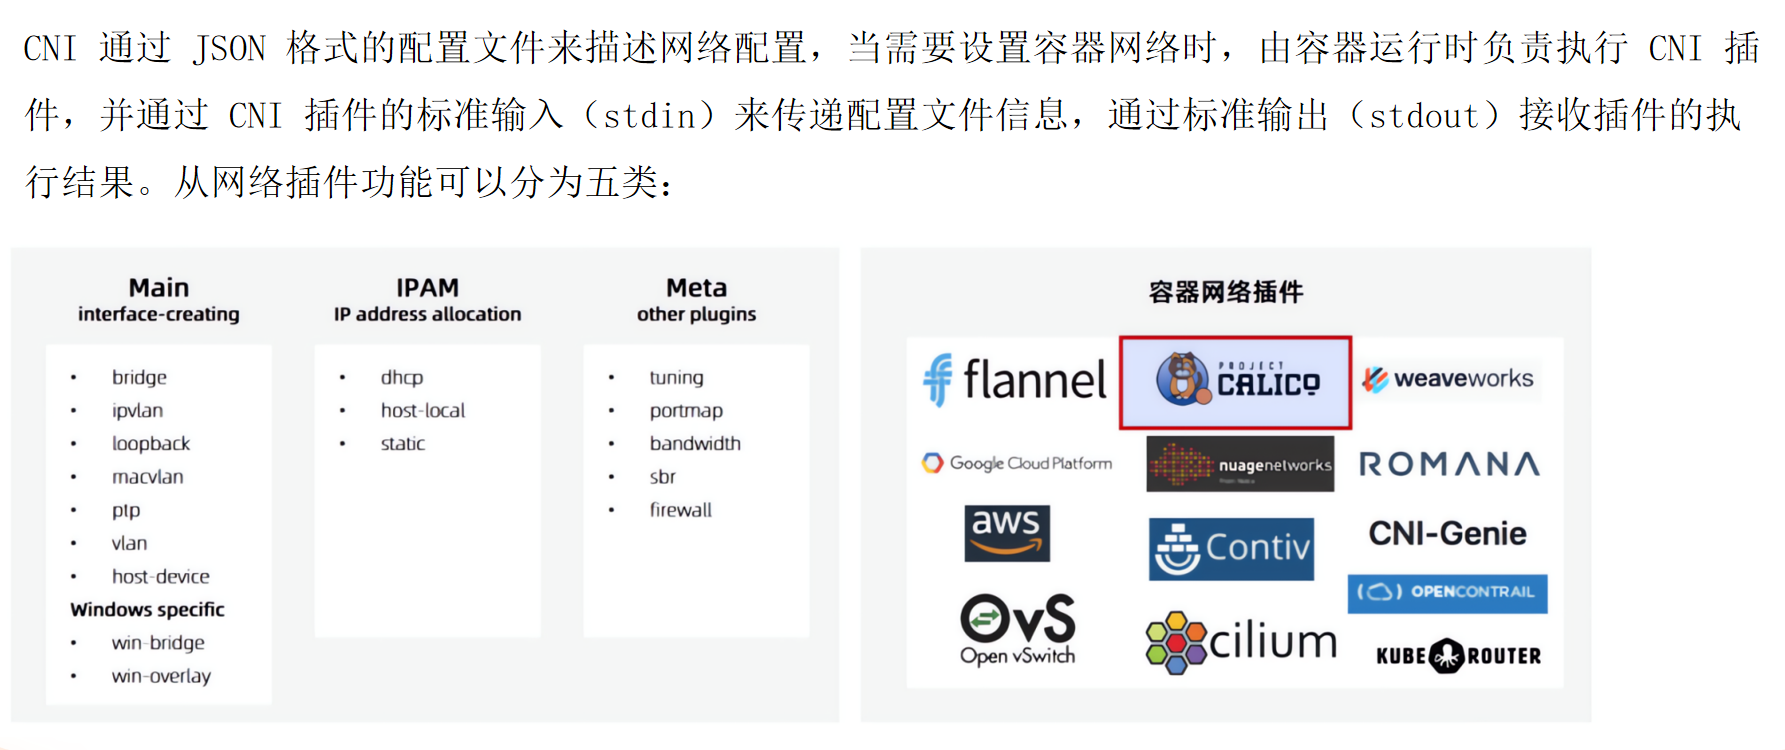 CNI 通过 JSON 格式的配置文件来描述网络配置，当需要设置容器网络时，由容器运行时负责执行 CNI 插
件，并通过 CNI 插件的标准输入（stdin）来传递配置文件信息，通过标准输出（stdout）接收插件的执
行结果。从网络插件功能可以分为五类：
Main
interface-creating
• bridge
• ipvlan
• loopback
• macvlan
• ptp
• vlan
• host-device
Windows specific
• win-bridge
• win-overlay
IPAM
IP address allocation
• dhcp
• host-local
• static
Meta
other plugins
• tuning
• portmap
• bandwidth
• sbr
• firewall
容器网络插件
flannel
PROJECT
CALICO
weaveworks
Google Cloud Platform
nuagenetworks
ROMANA
aws
Contiv
CNI-Genie
OPENCONTRAIL
OvS
Open vSwitch
cilium
KUBE ROUTER